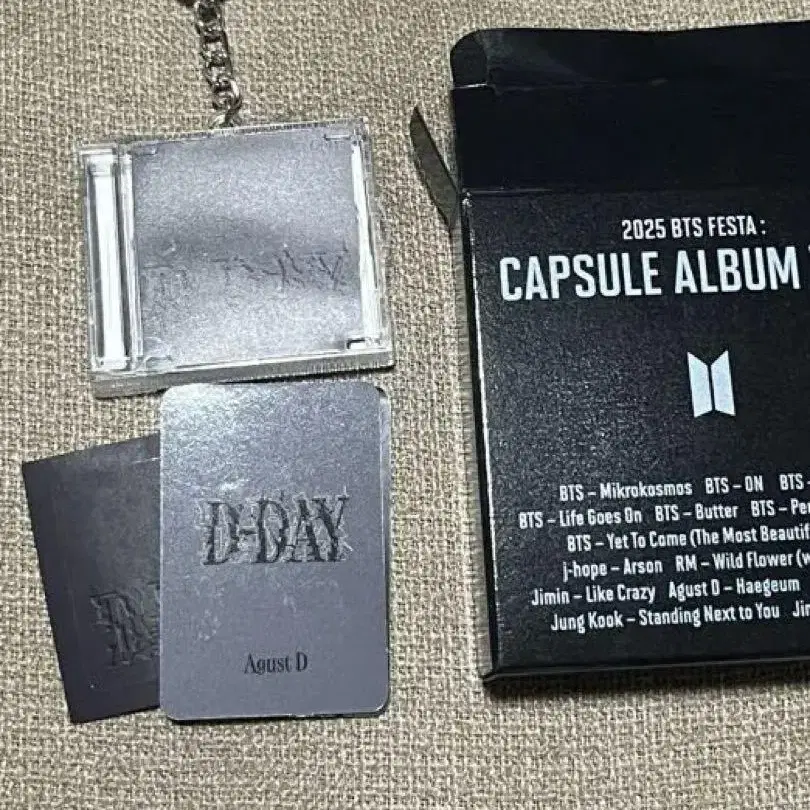 D-DAY
Agust D
2025 BTS FESTA :
CAPSULE ALBUM
BTS – Mikrokosmos BTS – ON BTS –
BTS – Life Goes On BTS – Butter BTS –
BTS – Yet To Come (The Most
j-hope – Arson RM – Wild Flower
Jimin – Like Crazy Agust D – Haegeum
Jung Kook – Standing Next to You